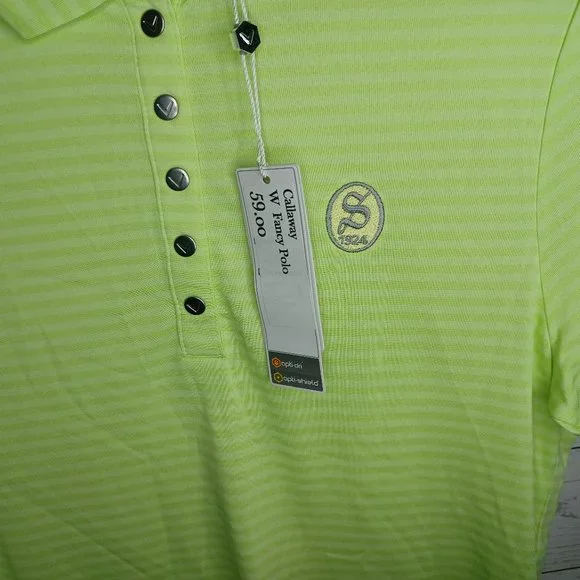 Callaway
W Fancy Polo
59.00
opti-dri
opti-shield
S
1924